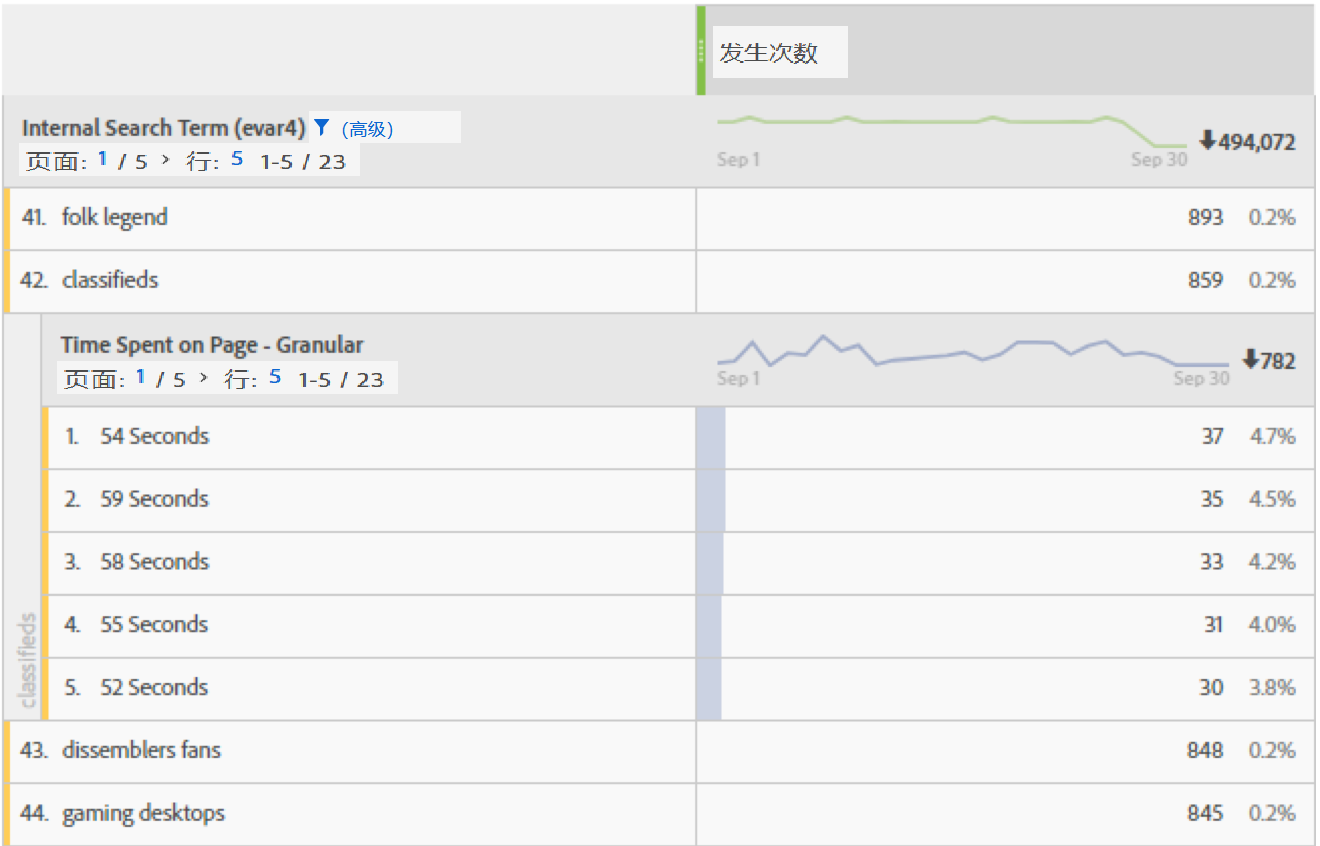 发生次数
Internal Search Term (evar4) (高级)
页面: 1 / 5 > 行: 5 1-5 / 23
Sep 1 Sep 30 494,072
41. folk legend 893 0.2%
42. classifieds 859 0.2%
Time Spent on Page - Granular
页面: 1 / 5 > 行: 5 1-5 / 23
Sep 1 Sep 30 782
classifieds
1. 54 Seconds 37 4.7%
2. 59 Seconds 35 4.5%
3. 58 Seconds 33 4.2%
4. 55 Seconds 31 4.0%
5. 52 Seconds 30 3.8%
43. dissemblers fans 848 0.2%
44. gaming desktops 845 0.2%